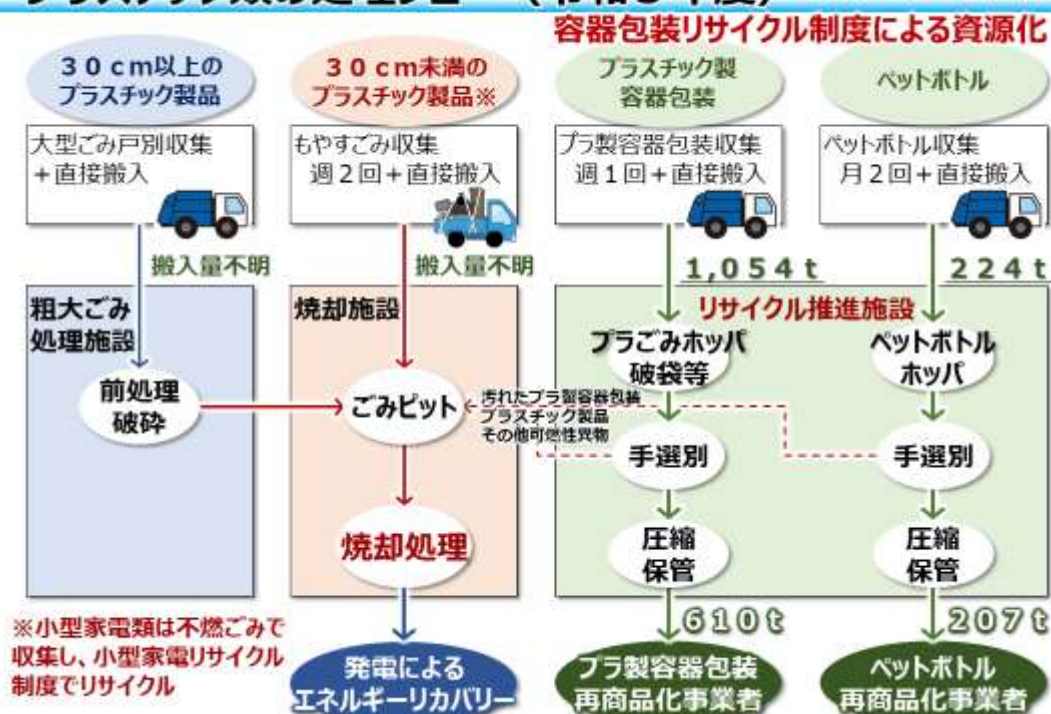 容器包装リサイクル制度による資源化
30cm以上の
プラスチック製品
30cm未満の
プラスチック製品※
プラスチック製
容器包装
ペットボトル
大型ごみ戸別収集
+直接搬入
もやすごみ収集
週2回+直接搬入
プラ製容器包装収集
週1回+直接搬入
ペットボトル収集
月2回+直接搬入
搬入量不明
搬入量不明
1,054t
224t
粗大ごみ
処理施設
焼却施設
リサイクル推進施設
前処理
破砕
ごみピット
汚れたプラ製容器包装
プラスチック製品
その他可燃性異物
プラごみホッパ
破袋等
ペットボトル
ホッパ
手選別
手選別
焼却処理
圧縮
保管
圧縮
保管
610t
207t
※小型家電類は不燃ごみで
収集し、小型家電リサイクル
制度でリサイクル
発電による
エネルギーリカバリー
プラ製容器包装
再商品化事業者
ペットボトル
再商品化事業者